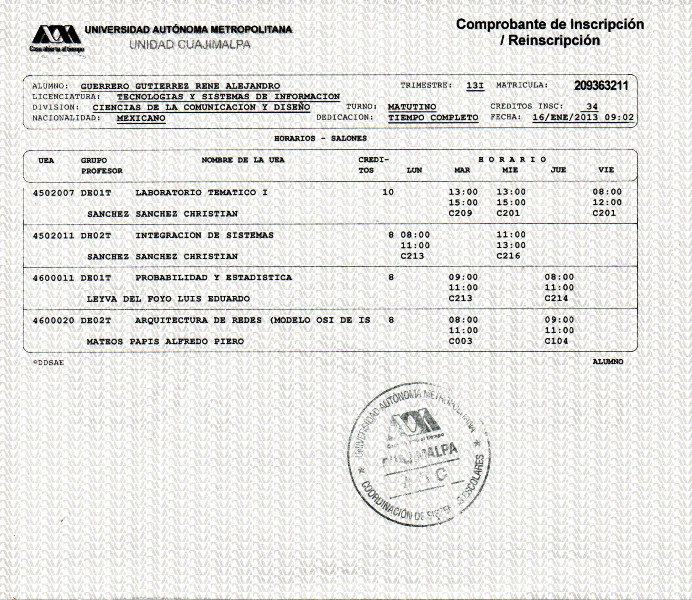 UNIVERSIDAD AUTÓNOMA METROPOLITANA
Casa abierta al tiempo
UNIDAD CUAJIMALPA
Comprobante de Inscripción
/ Reinscripción
ALUMNO: GUERRERO GUTIERREZ RENE ALEJANDRO TRIMESTRE: 13I MATRICULA: 209363211
LICENCIATURA: TECNOLOGIAS Y SISTEMAS DE INFORMACION
DIVISION: CIENCIAS DE LA COMUNICACION Y DISEÑO TURNO: MATUTINO CREDITOS INSC: 34
NACIONALIDAD: MEXICANO DEDICACION: TIEMPO COMPLETO FECHA: 16/ENE/2013 09:02
HORARIOS - SALONES
UEA GRUPO NOMBRE DE LA UEA CREDI- H O R A R I O
PROFESOR TOS LUN MAR MIE JUE VIE
4502007 DE01T LABORATORIO TEMATICO I 10 13:00 13:00 08:00
15:00 15:00 12:00
SANCHEZ SANCHEZ CHRISTIAN C209 C201 C201
4502011 DH02T INTEGRACION DE SISTEMAS 8 08:00 11:00
11:00 13:00
SANCHEZ SANCHEZ CHRISTIAN C213 C216
4600011 DE01T PROBABILIDAD Y ESTADISTICA 8 09:00 08:00
11:00 11:00
LEYVA DEL FOYO LUIS EDUARDO C213 C214
4600020 DE02T ARQUITECTURA DE REDES (MODELO OSI DE IS 8 08:00 09:00
11:00 11:00
MATEOS PAPIS ALFREDO PIERO C003 C104
©DDSAE ALUMNO
UNIVERSIDAD AUTÓNOMA METROPOLITANA
Casa abierta al tiempo
CUAJIMALPA
COORDINACIÓN DE ESCOLARES